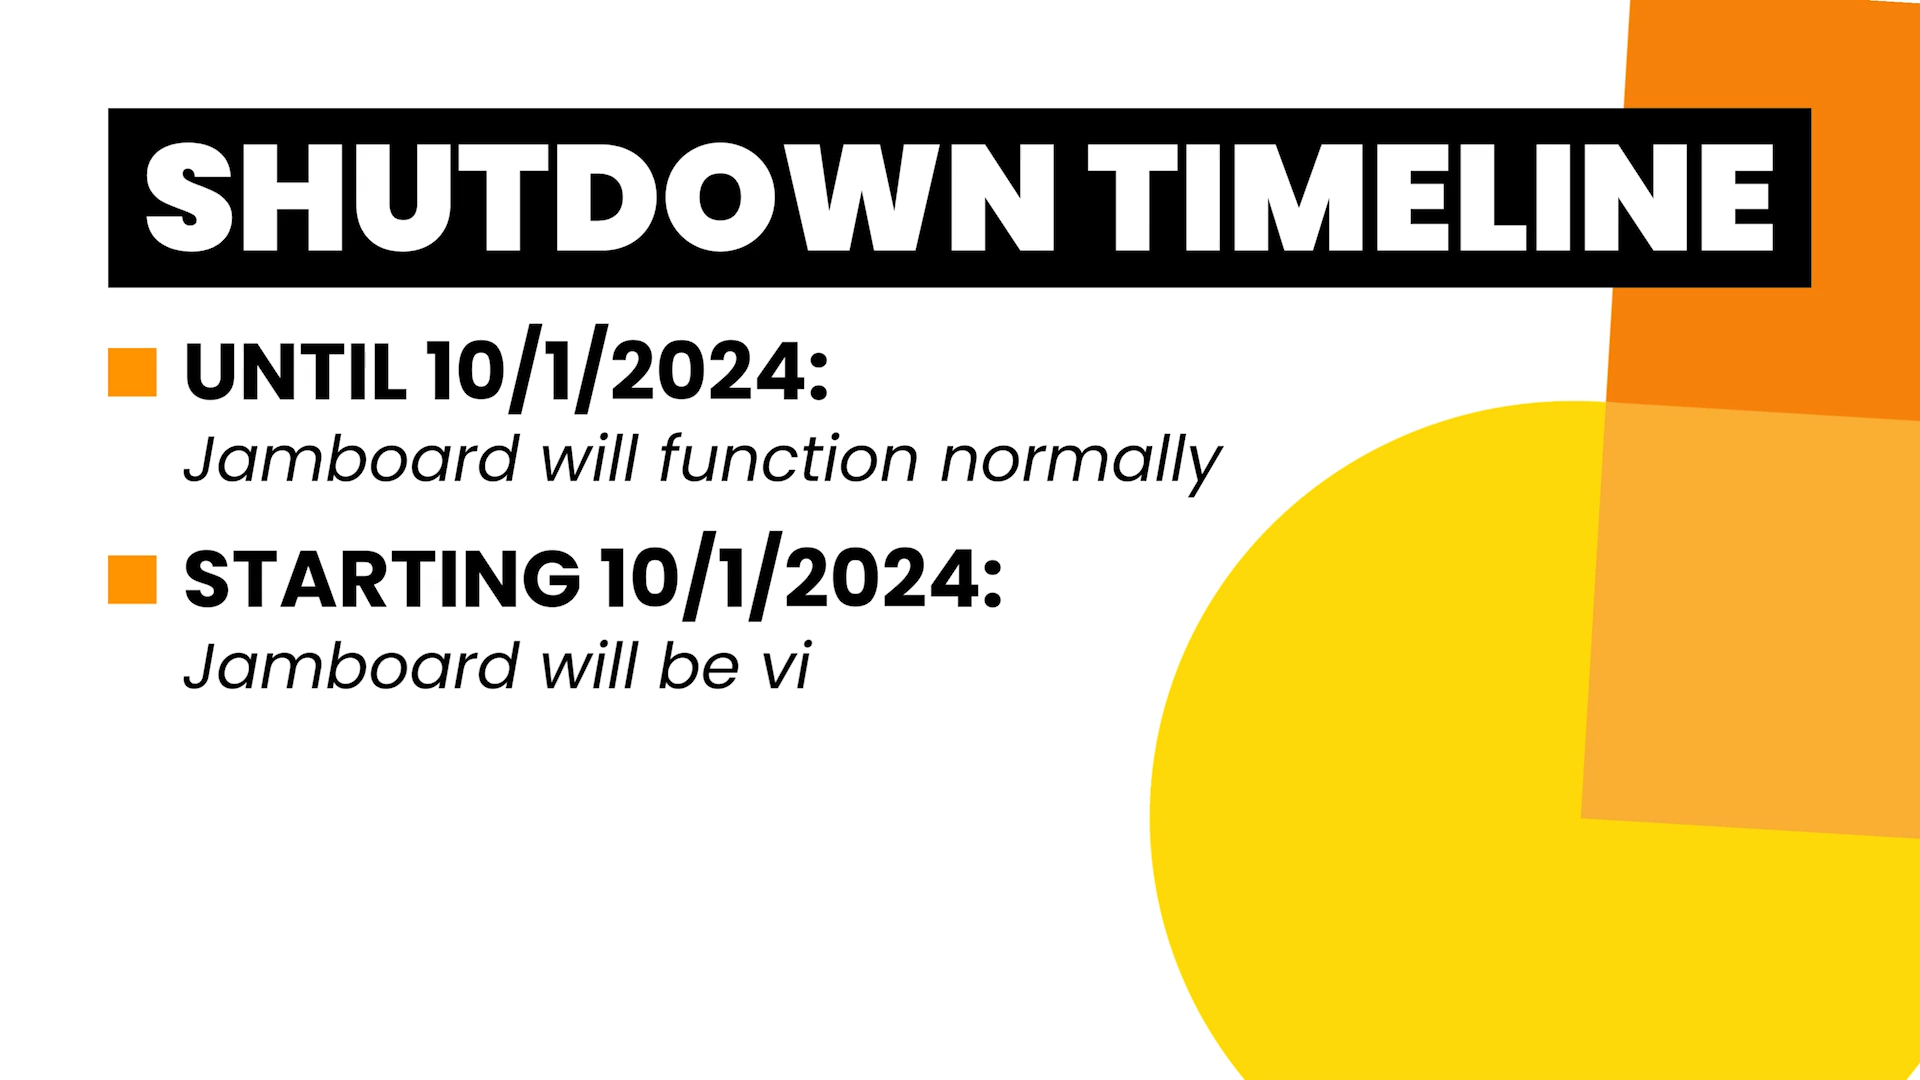 SHUTDOWN TIMELINE
UNTIL 10/1/2024:
Jamboard will function normally
STARTING 10/1/2024:
Jamboard will be vi